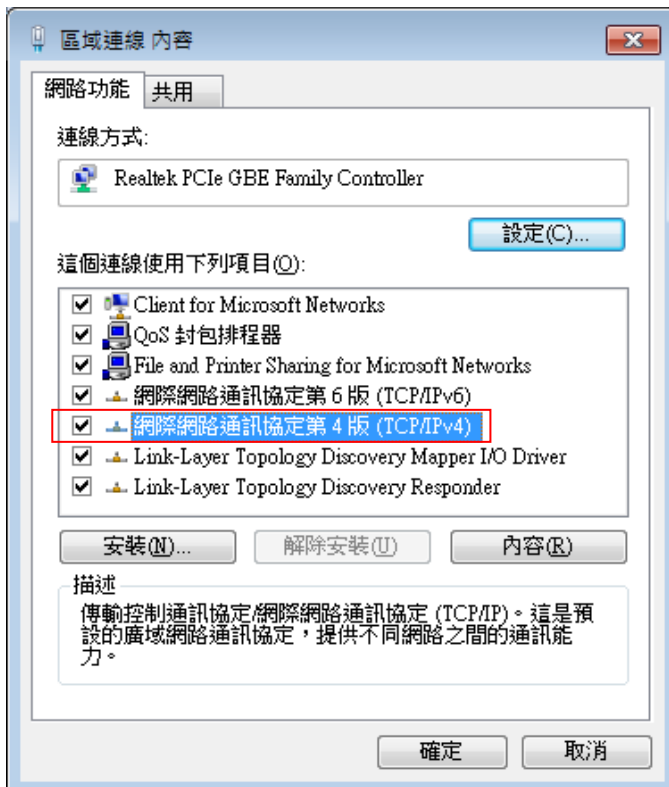 區域連線 內容
網路功能
共用
連線方式:
Realtek PCIe GBE Family Controller
設定(C)...
這個連線使用下列項目(O):
Client for Microsoft Networks
QoS 封包排程器
File and Printer Sharing for Microsoft Networks
網際網路通訊協定第 6 版 (TCP/IPv6)
網際網路通訊協定第 4 版 (TCP/IPv4)
Link-Layer Topology Discovery Mapper I/O Driver
Link-Layer Topology Discovery Responder
安裝(N)...
解除安裝(U)
內容(R)
描述
傳輸控制通訊協定/網際網路通訊協定 (TCP/IP)。這是預
設的廣域網路通訊協定，提供不同網路之間的通訊能
力。
確定
取消